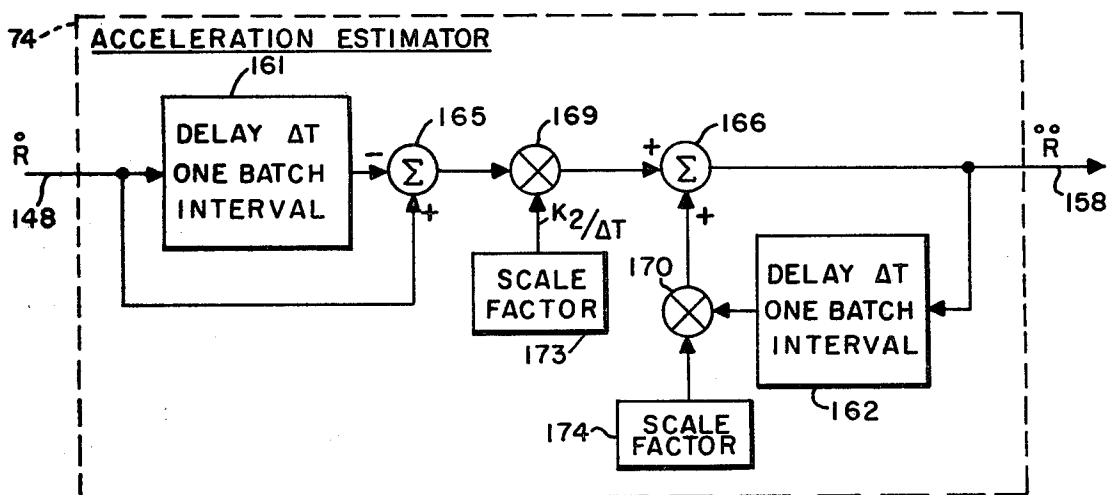 74
ACCELERATION ESTIMATOR
161
DELAY ΔT
ONE BATCH
INTERVAL
Ṙ
148
-
165
Σ
+
169
K2/ΔT
SCALE
FACTOR
173
+
166
Σ
+
170
174
SCALE
FACTOR
DELAY ΔT
ONE BATCH
INTERVAL
162
R̈
158